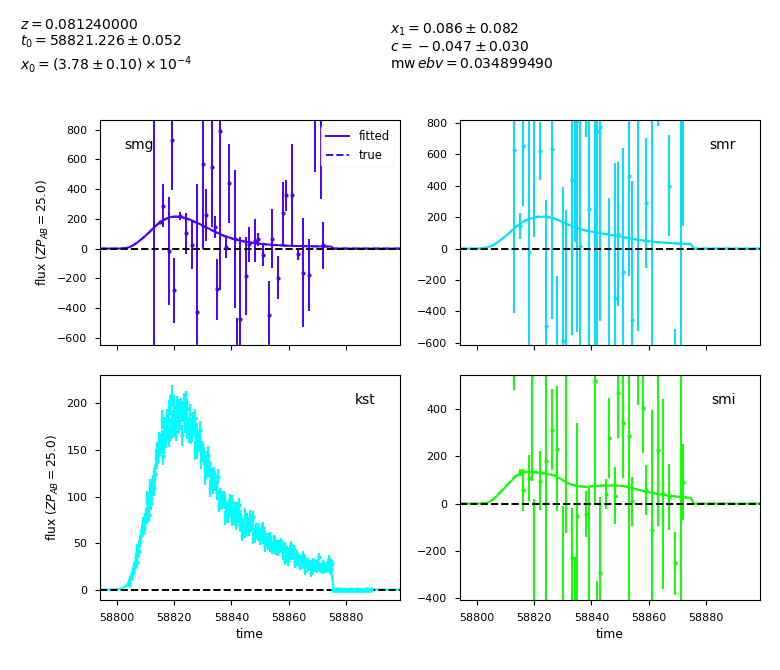 z = 0.081240000
t₀ = 58821.226 ± 0.052
x₀ = (3.78 ± 0.10) × 10⁻⁴
x₁ = 0.086 ± 0.082
c = −0.047 ± 0.030
mw ebv = 0.034899490
smg
fitted
true
800
600
400
200
0
−200
−400
−600
flux (ZP_AB = 25.0)
smr
800
600
400
200
0
−200
−400
−600
kst
200
150
100
50
0
flux (ZP_AB = 25.0)
58800 58820 58840 58860 58880
time
smi
400
200
0
−200
−400
58800 58820 58840 58860 58880
time